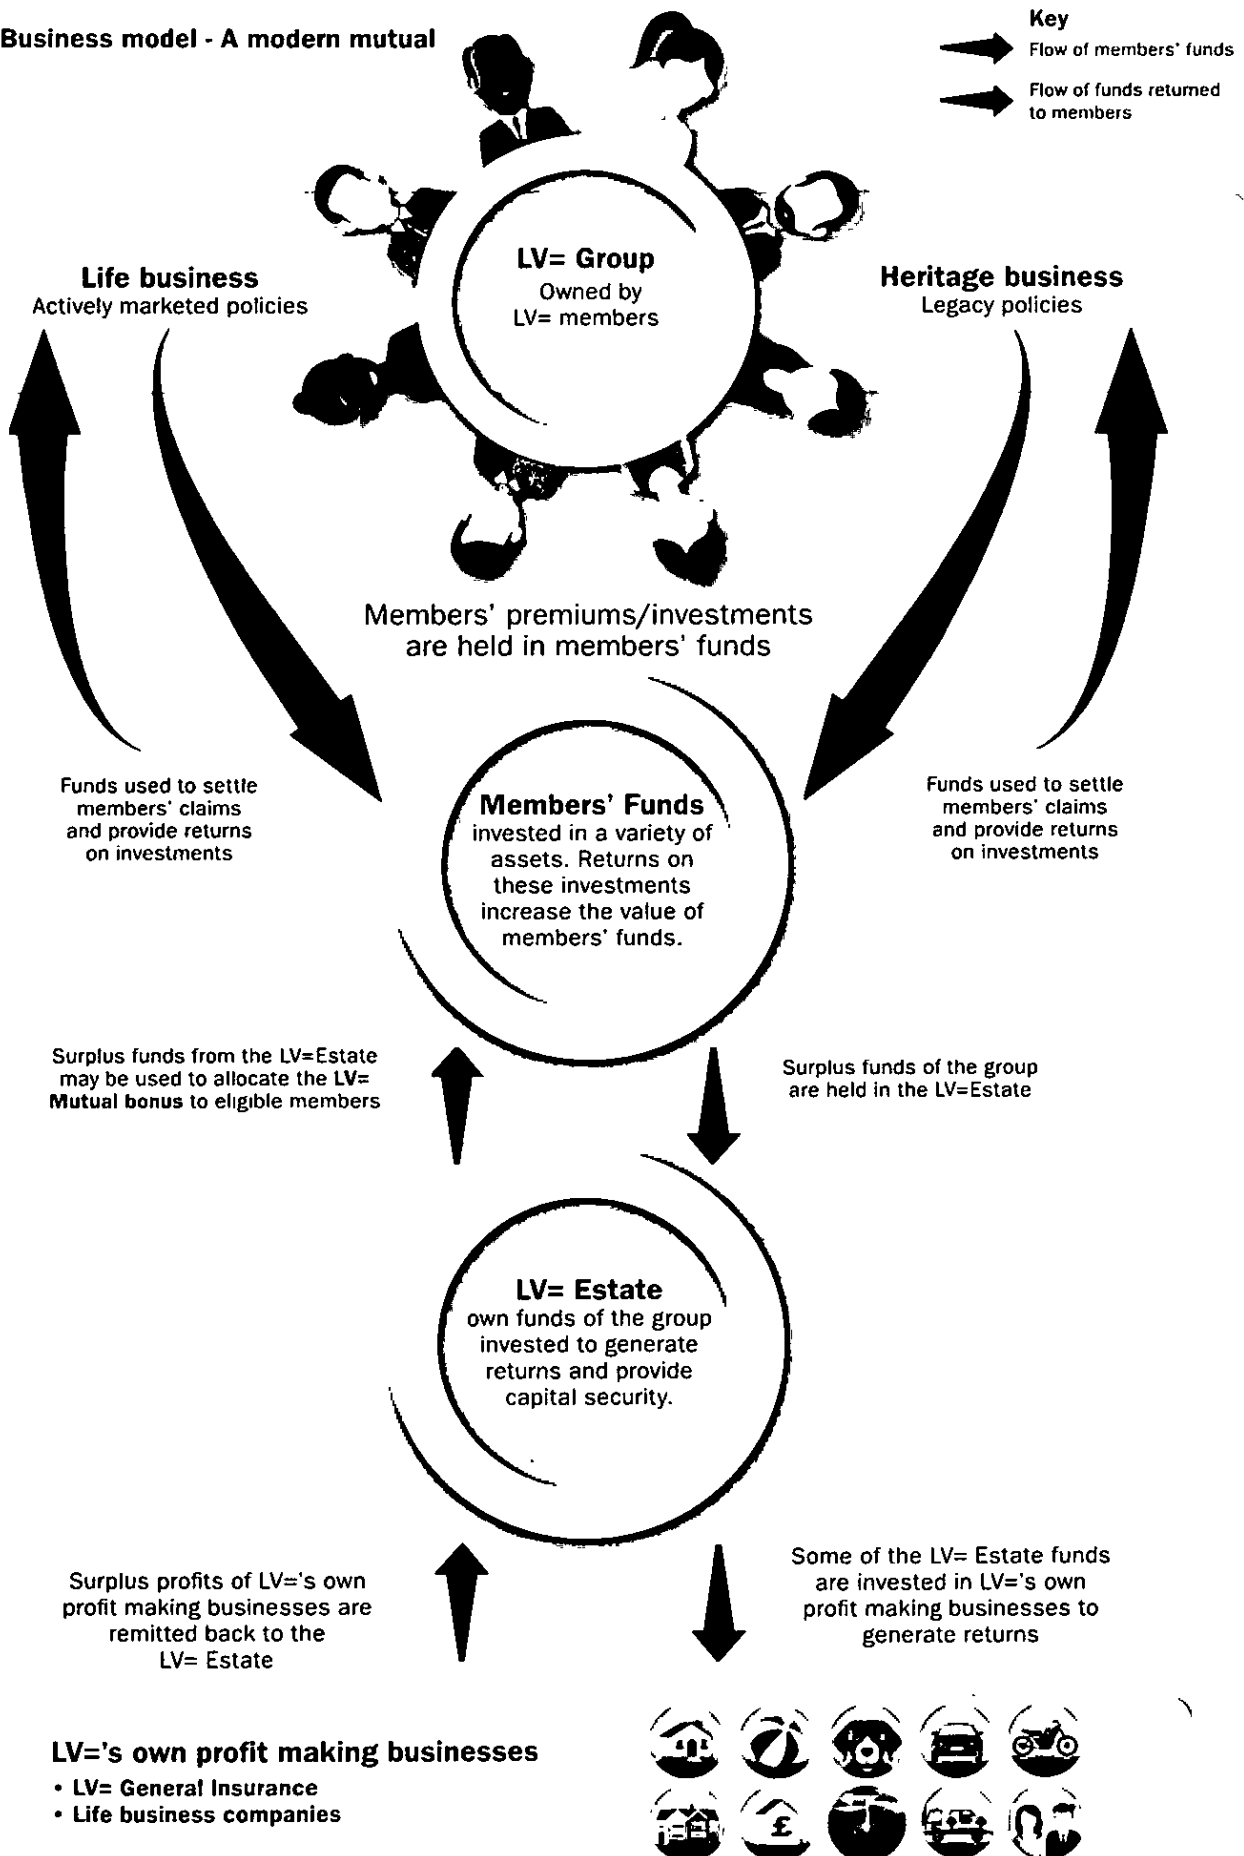 Business model - A modern mutual
Key
Flow of members' funds
Flow of funds returned
to members
LV= Group
Owned by
LV= members
Life business
Actively marketed policies
Heritage business
Legacy policies
Members' premiums/investments
are held in members' funds
Funds used to settle
members' claims
and provide returns
on investments
Members' Funds
invested in a variety of
assets. Returns on
these investments
increase the value of
members' funds.
Funds used to settle
members' claims
and provide returns
on investments
Surplus funds from the LV=Estate
may be used to allocate the LV=
Mutual bonus to eligible members
Surplus funds of the group
are held in the LV=Estate
LV= Estate
own funds of the group
invested to generate
returns and provide
capital security.
Surplus profits of LV='s own
profit making businesses are
remitted back to the
LV= Estate
Some of the LV= Estate funds
are invested in LV='s own
profit making businesses to
generate returns
LV='s own profit making businesses
• LV= General Insurance
• Life business companies
£